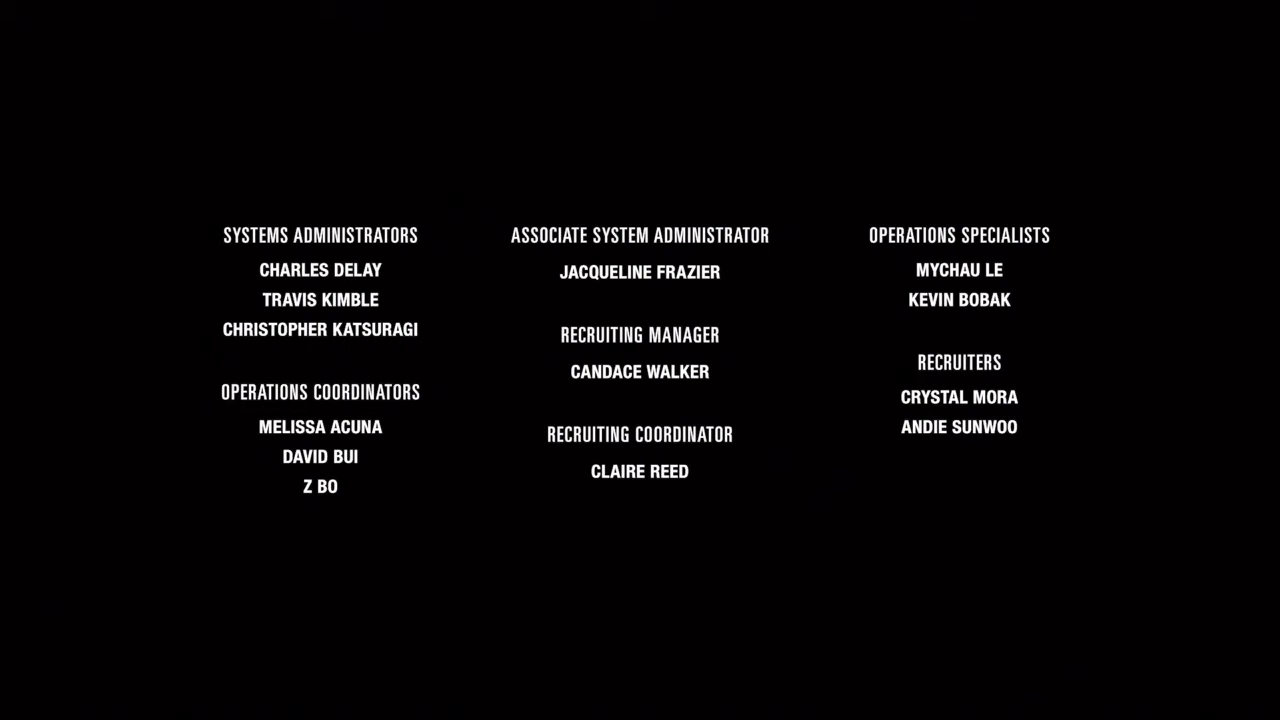 SYSTEMS ADMINISTRATORS
CHARLES DELAY
TRAVIS KIMBLE
CHRISTOPHER KATSURAGI
OPERATIONS COORDINATORS
MELISSA ACUNA
DAVID BUI
Z BO
ASSOCIATE SYSTEM ADMINISTRATOR
JACQUELINE FRAZIER
RECRUITING MANAGER
CANDACE WALKER
RECRUITING COORDINATOR
CLAIRE REED
OPERATIONS SPECIALISTS
MYCHAU LE
KEVIN BOBAK
RECRUITERS
CRYSTAL MORA
ANDIE SUNWOO